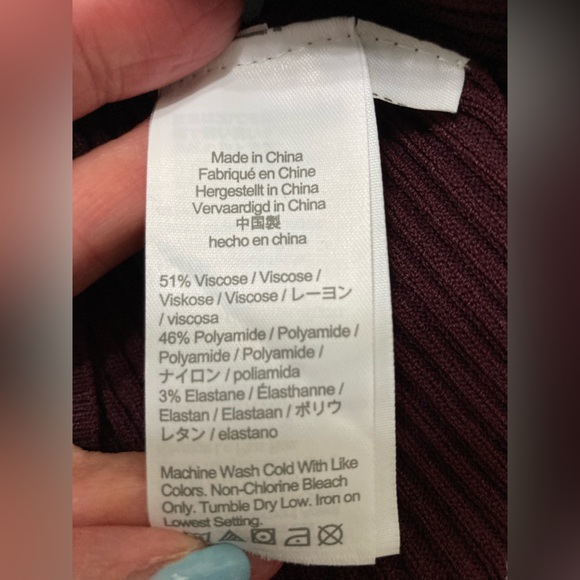 Made in China
Fabriqué en Chine
Hergestellt in China
Vervaardigd in China
中国製
hecho en china
51% Viscose / Viscose /
Viskose / Viscose / レーヨン
/ viscosa
46% Polyamide / Polyamide /
Polyamide / Polyamide /
ナイロン / poliamida
3% Elastane / Élasthanne /
Elastan / Elastaan / ポリウ
レタン / elastano
Machine Wash Cold With Like
Colors. Non-Chlorine Bleach
Only. Tumble Dry Low. Iron on
Lowest Setting.